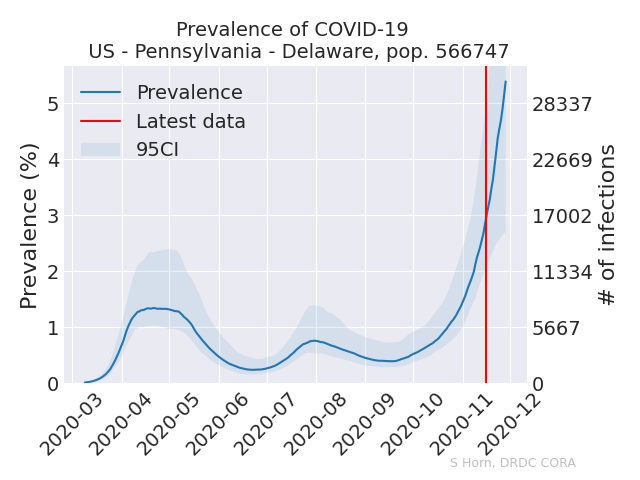 Prevalence of COVID-19
US - Pennsylvania - Delaware, pop. 566747
Prevalence
Latest data
95CI
Prevalence (%)
5
4
3
2
1
0
28337
22669
17002
11334
5667
0
# of infections
2020-03
2020-04
2020-05
2020-06
2020-07
2020-08
2020-09
2020-10
2020-11
2020-12
S Horn, DRDC CORA